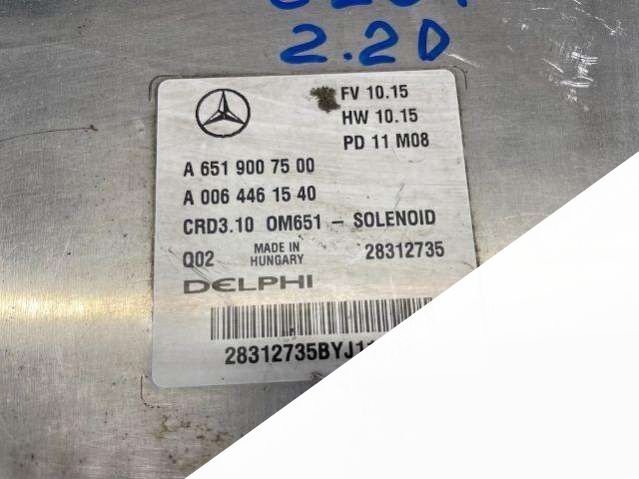 2.2D
FV 10.15
HW 10.15
PD 11 M08
A 651 900 75 00
A 006 446 15 40
CRD3.10 OM651 – SOLENOID
Q02 MADE IN HUNGARY 28312735
DELPHI
28312735BYJ1